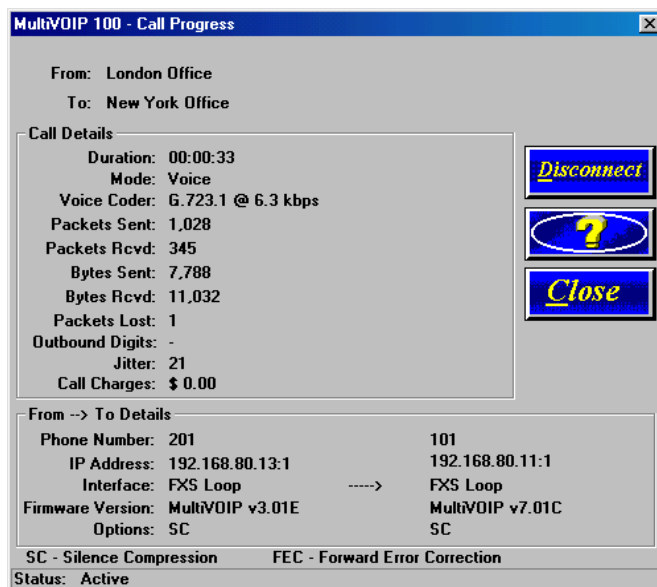 MultiVOIP 100 - Call Progress
From: London Office
To: New York Office
Call Details
Duration: 00:00:33
Mode: Voice
Voice Coder: G.723.1 @ 6.3 kbps
Packets Sent: 1,028
Packets Rcvd: 345
Bytes Sent: 7,788
Bytes Rcvd: 11,032
Packets Lost: 1
Outbound Digits: -
Jitter: 21
Call Charges: $ 0.00
Disconnect
?
Close
From --> To Details
Phone Number: 201 101
IP Address: 192.168.80.13:1 192.168.80.11:1
Interface: FXS Loop -----> FXS Loop
Firmware Version: MultiVOIP v3.01E MultiVOIP v7.01C
Options: SC SC
SC - Silence Compression FEC - Forward Error Correction
Status: Active